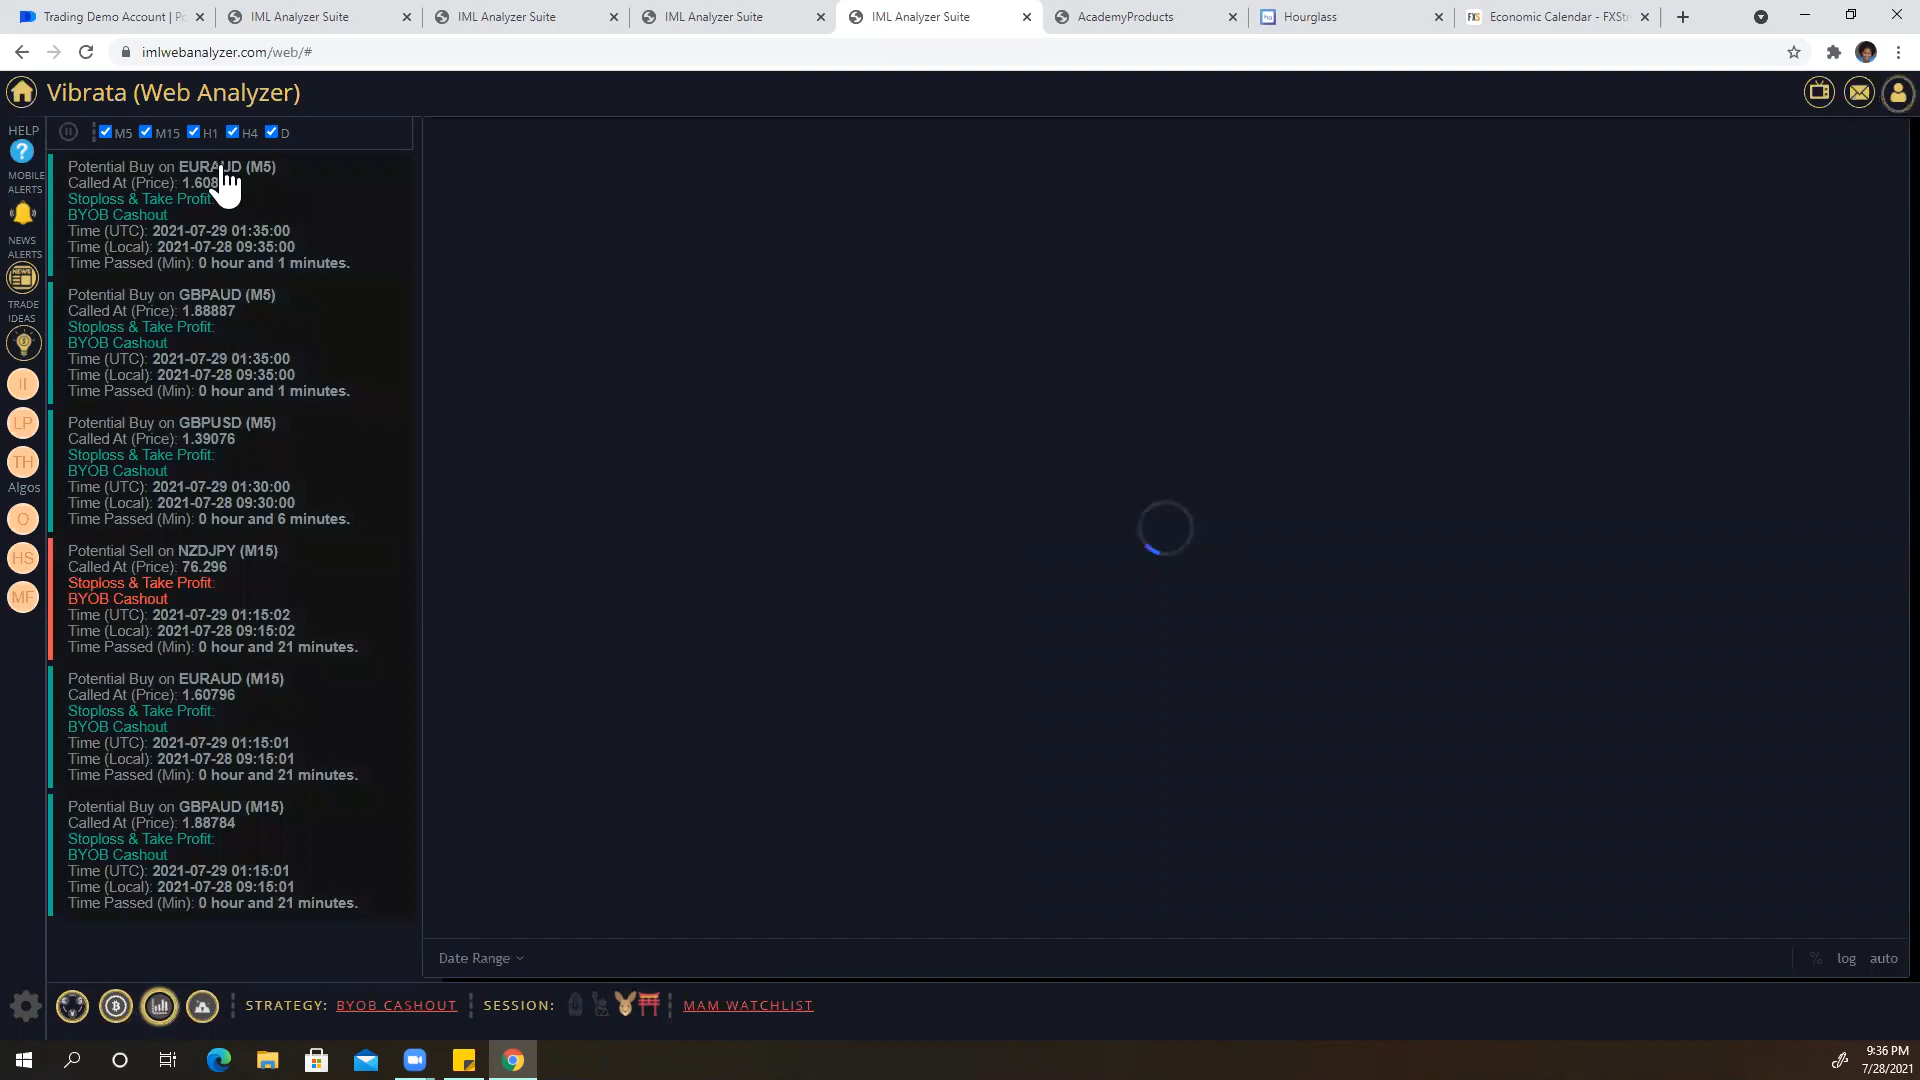 Trading Demo Account | Po
IML Analyzer Suite
IML Analyzer Suite
IML Analyzer Suite
IML Analyzer Suite
AcademyProducts
Hourglass
Economic Calendar - FXStr
imlwebanalyzer.com/web/#
Vibrata (Web Analyzer)
HELP
MOBILE
ALERTS
NEWS
ALERTS
NEWS
TRADE
IDEAS
II
LP
TH
Algos
O
HS
MF
M5 M15 H1 H4 D
Potential Buy on EURAUD (M5)
Called At (Price): 1.608
Stoploss & Take Profit:
BYOB Cashout
Time (UTC): 2021-07-29 01:35:00
Time (Local): 2021-07-28 09:35:00
Time Passed (Min): 0 hour and 1 minutes.
Potential Buy on GBPAUD (M5)
Called At (Price): 1.88887
Stoploss & Take Profit:
BYOB Cashout
Time (UTC): 2021-07-29 01:35:00
Time (Local): 2021-07-28 09:35:00
Time Passed (Min): 0 hour and 1 minutes.
Potential Buy on GBPUSD (M5)
Called At (Price): 1.39076
Stoploss & Take Profit:
BYOB Cashout
Time (UTC): 2021-07-29 01:30:00
Time (Local): 2021-07-28 09:30:00
Time Passed (Min): 0 hour and 6 minutes.
Potential Sell on NZDJPY (M15)
Called At (Price): 76.296
Stoploss & Take Profit:
BYOB Cashout
Time (UTC): 2021-07-29 01:15:02
Time (Local): 2021-07-28 09:15:02
Time Passed (Min): 0 hour and 21 minutes.
Potential Buy on EURAUD (M15)
Called At (Price): 1.60796
Stoploss & Take Profit:
BYOB Cashout
Time (UTC): 2021-07-29 01:15:01
Time (Local): 2021-07-28 09:15:01
Time Passed (Min): 0 hour and 21 minutes.
Potential Buy on GBPAUD (M15)
Called At (Price): 1.88784
Stoploss & Take Profit:
BYOB Cashout
Time (UTC): 2021-07-29 01:15:01
Time (Local): 2021-07-28 09:15:01
Time Passed (Min): 0 hour and 21 minutes.
Date Range
% log auto
STRATEGY: BYOB CASHOUT SESSION: MAM WATCHLIST
9:36 PM
7/28/2021